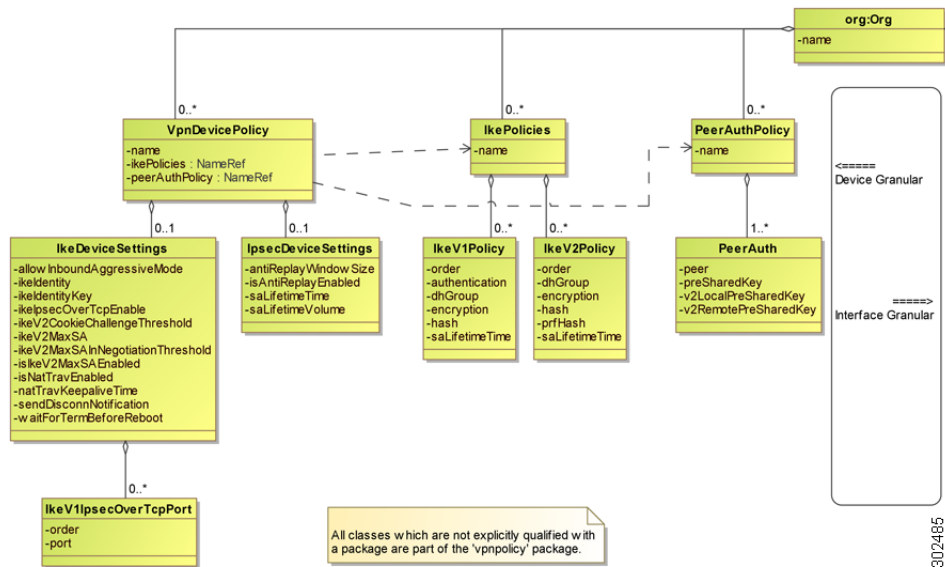 org:Org
-name
0..*
0..*
0..*
VpnDevicePolicy
-name
-ikePolicies : NameRef
-peerAuthPolicy : NameRef
IkePolicies
-name
PeerAuthPolicy
-name
<=====
Device Granular
=====>
Interface Granular
0..1
0..1
0..*
0..*
1..*
IkeDeviceSettings
-allowInboundAggressiveMode
-ikeIdentity
-ikeIdentityKey
-ikeIpsecOverTcpEnable
-ikeV2CookieChallengeThreshold
-ikeV2MaxSA
-ikeV2MaxSAInNegotiationThreshold
-isIkeV2MaxSAEnabled
-isNatTravEnabled
-natTravKeepaliveTime
-sendDisconnNotification
-waitForTermBeforeReboot
IpsecDeviceSettings
-antiReplayWindowSize
-isAntiReplayEnabled
-saLifetimeTime
-saLifetimeVolume
IkeV1Policy
-order
-authentication
-dhGroup
-encryption
-hash
-saLifetimeTime
IkeV2Policy
-order
-dhGroup
-encryption
-hash
-prfHash
-saLifetimeTime
PeerAuth
-peer
-preSharedKey
-v2LocalPreSharedKey
-v2RemotePreSharedKey
0..*
IkeV1IpsecOverTcpPort
-order
-port
All classes which are not explicitly qualified with
a package are part of the 'vpnpolicy' package.
302485